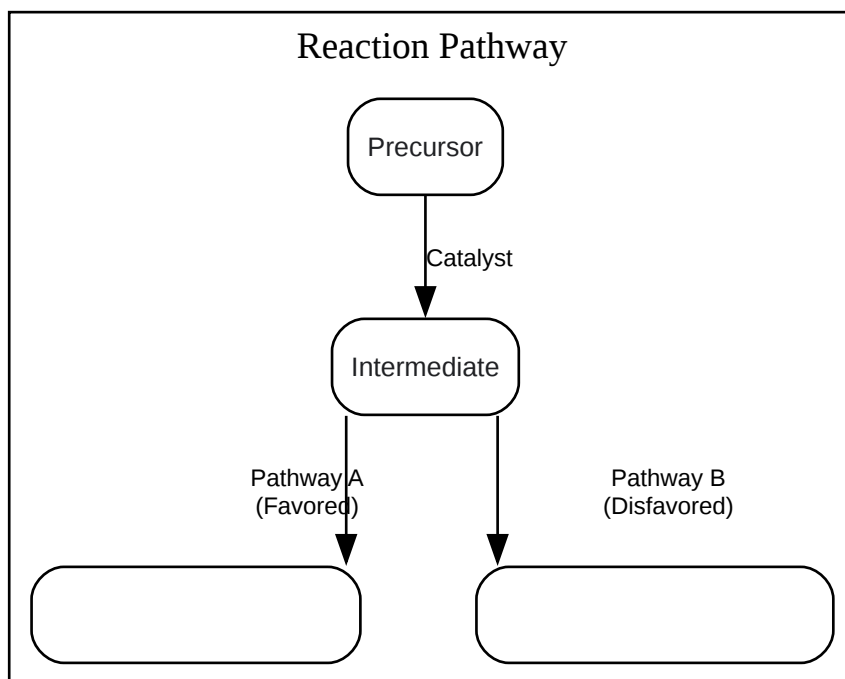 Reaction Pathway
Precursor
Catalyst
Intermediate
Pathway A
(Favored)
Pathway B
(Disfavored)